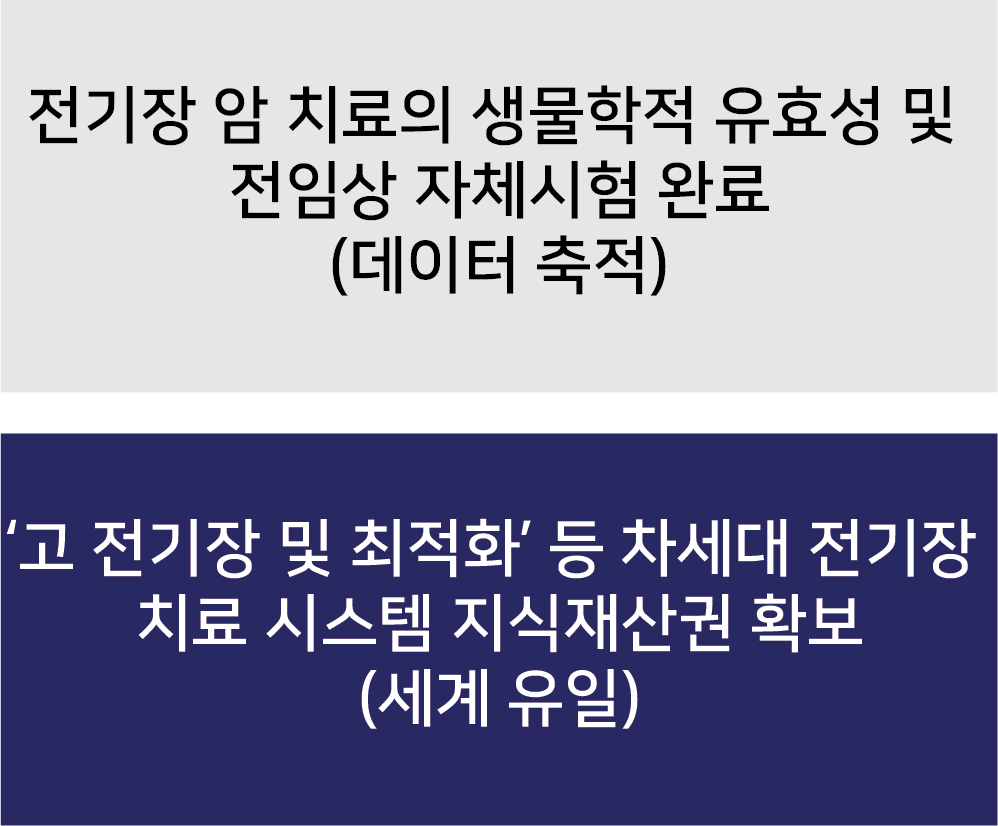 전기장 암 치료의 생물학적 유효성 및
전임상 자체시험 완료
(데이터 축적)
‘고 전기장 및 최적화’ 등 차세대 전기장
치료 시스템 지식재산권 확보
(세계 유일)